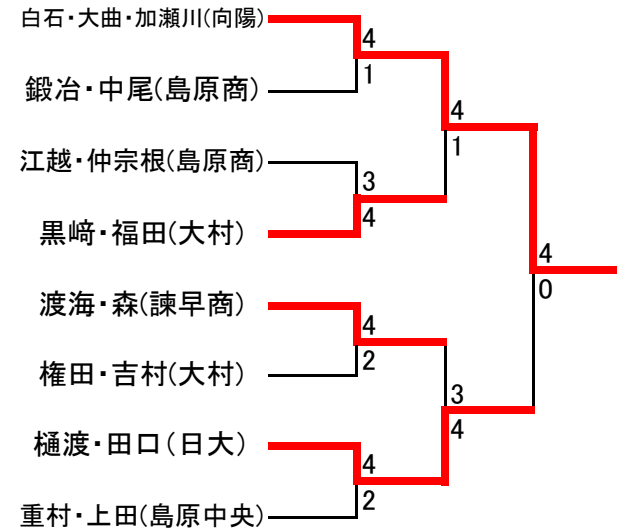 白石・大曲・加瀬川(向陽)
4
1
鍛冶・中尾(島原商)
4
1
江越・仲宗根(島原商)
3
4
黒﨑・福田(大村)
4
0
渡海・森(諫早商)
4
2
権田・吉村(大村)
3
4
樋渡・田口(日大)
4
2
重村・上田(島原中央)